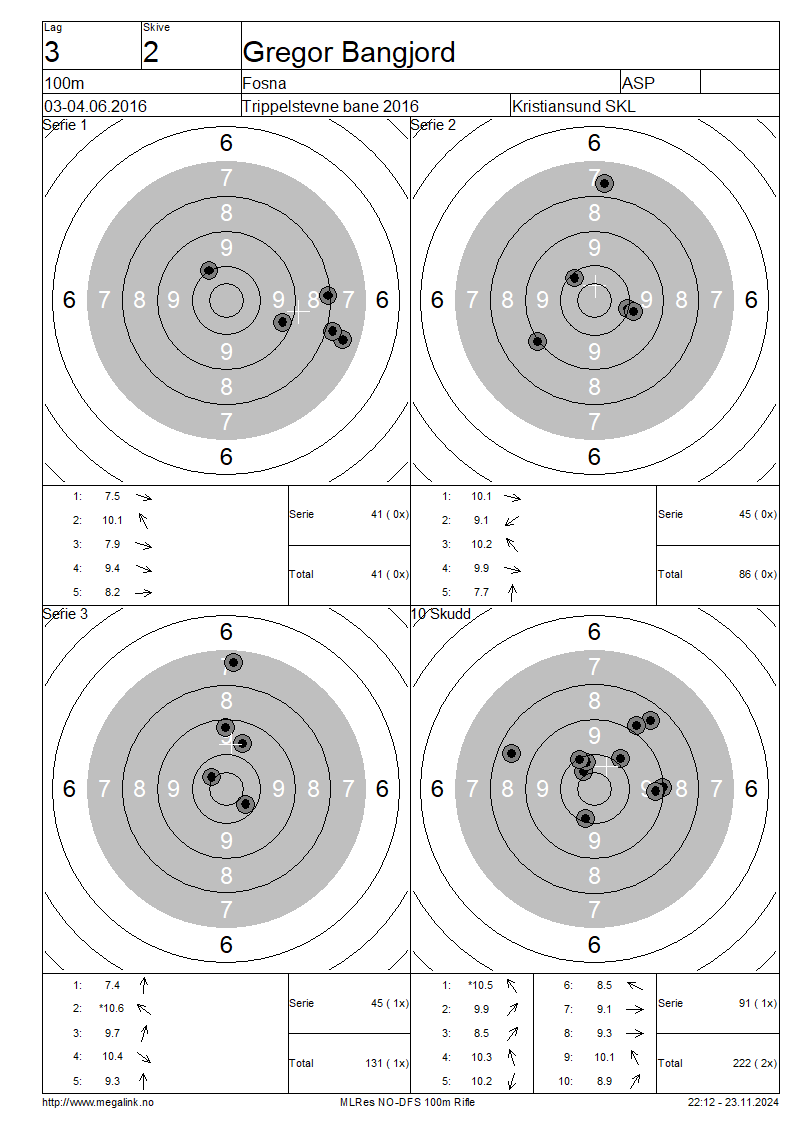 Lag Skive
3 2 Gregor Bangjord
100m Fosna ASP
03-04.06.2016 Trippelstevne bane 2016 Kristiansund SKL
Serie 1 Serie 2
6 6
7 7
8 8
9 9
6 7 8 9 9 8 7 6 6 7 8 9 9 8 7 6
9 9
8 8
7 7
6 6
1: 7.5 1: 10.1
Serie 41 ( 0x) Serie 45 ( 0x)
2: 10.1 2: 9.1
3: 7.9 3: 10.2
4: 9.4 4: 9.9
Total 41 ( 0x) Total 86 ( 0x)
5: 8.2 5: 7.7
Serie 3 10 Skudd
6 6
7 7
8 8
9 9
6 7 8 9 9 8 7 6 6 7 8 9 9 8 7 6
9 9
8 8
7 7
6 6
1: 7.4 1: *10.5 6: 8.5
Serie 45 ( 1x) Serie 91 ( 1x)
2: *10.6 2: 9.9 7: 9.1
3: 9.7 3: 8.5 8: 9.3
4: 10.4 4: 10.3 9: 10.1
Total 131 ( 1x) Total 222 ( 2x)
5: 9.3 5: 10.2 10: 8.9
http://www.megalink.no MLRes NO-DFS 100m Rifle 22:12 - 23.11.2024